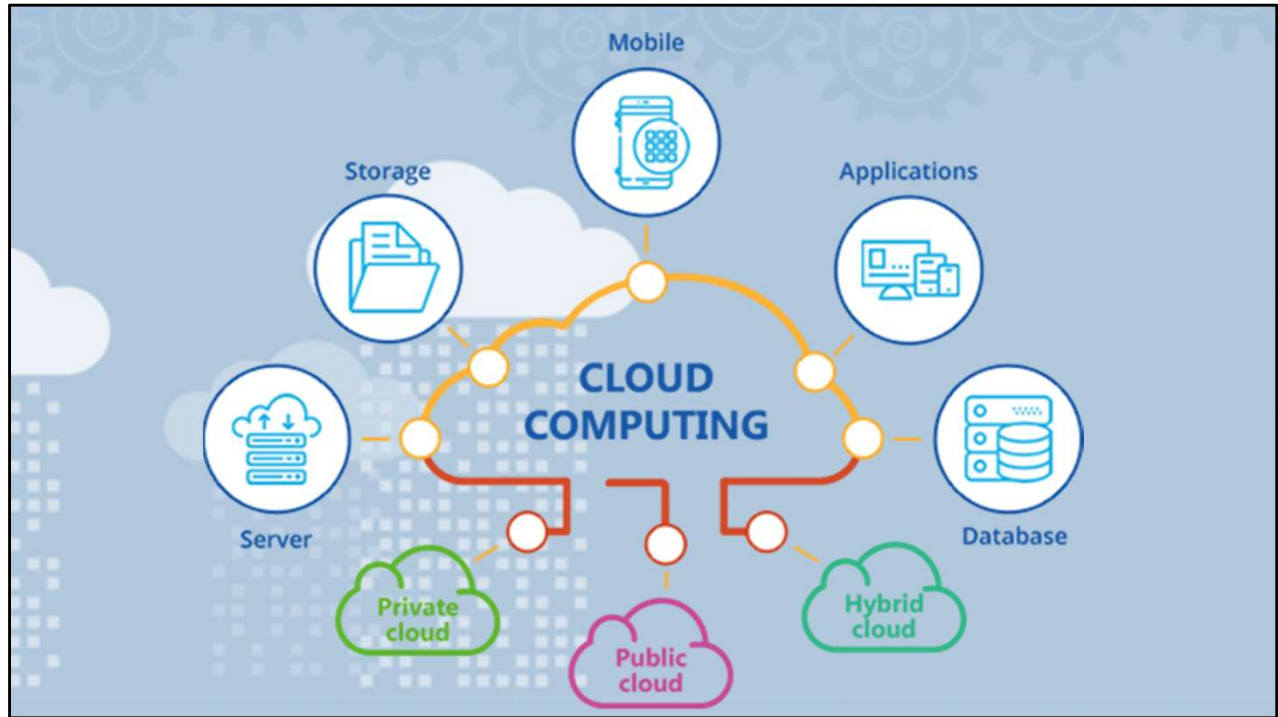 Mobile
Storage
Applications
CLOUD
COMPUTING
Server
Database
Private
cloud
Public
cloud
Hybrid
cloud